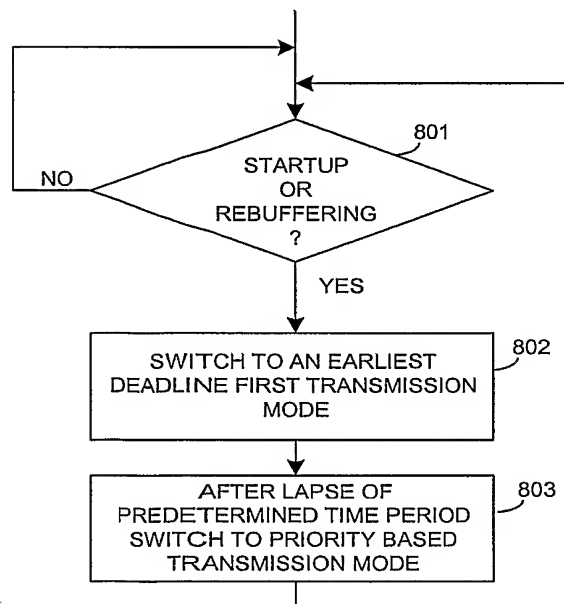 801
STARTUP
OR
REBUFFERING
?
NO
YES
802
SWITCH TO AN EARLIEST
DEADLINE FIRST TRANSMISSION
MODE
803
AFTER LAPSE OF
PREDETERMINED TIME PERIOD
SWITCH TO PRIORITY BASED
TRANSMISSION MODE